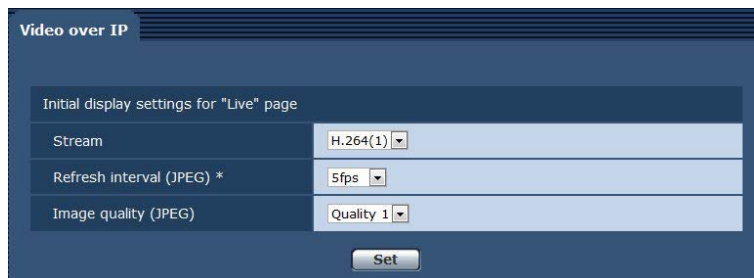 Video over IP
Initial display settings for "Live" page
Stream H.264(1)
Refresh interval (JPEG) * 5fps
Image quality (JPEG) Quality 1
Set